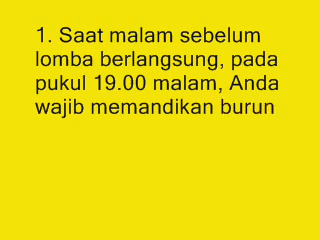 1. Saat malam sebelum
lomba berlangsung, pada
pukul 19.00 malam, Anda
wajib memandikan burun